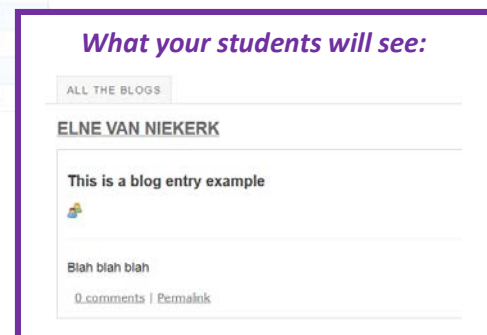 What your students will see:
ALL THE BLOGS
ELNE VAN NIEKERK
This is a blog entry example
Blah blah blah
0 comments | Permalink